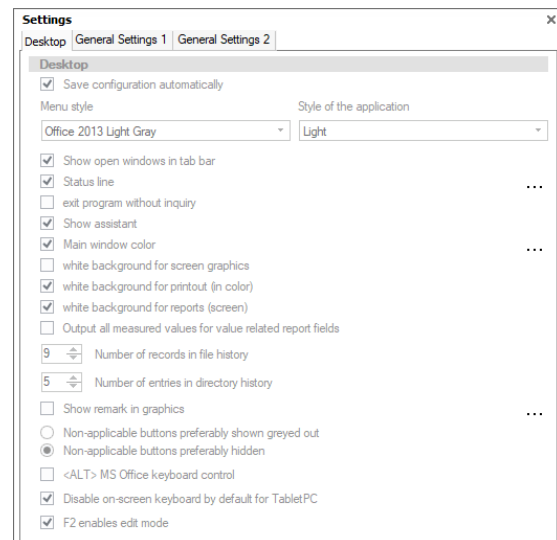 Settings
Desktop General Settings 1 General Settings 2
Desktop
Save configuration automatically
Menu style Style of the application
Office 2013 Light Gray Light
Show open windows in tab bar
Status line ...
exit program without inquiry
Show assistant
Main window color ...
white background for screen graphics
white background for printout (in color)
white background for reports (screen)
Output all measured values for value related report fields
9 Number of records in file history
5 Number of entries in directory history
Show remark in graphics ...
Non-applicable buttons preferably shown greyed out
Non-applicable buttons preferably hidden
<ALT> MS Office keyboard control
Disable on-screen keyboard by default for TabletPC
F2 enables edit mode